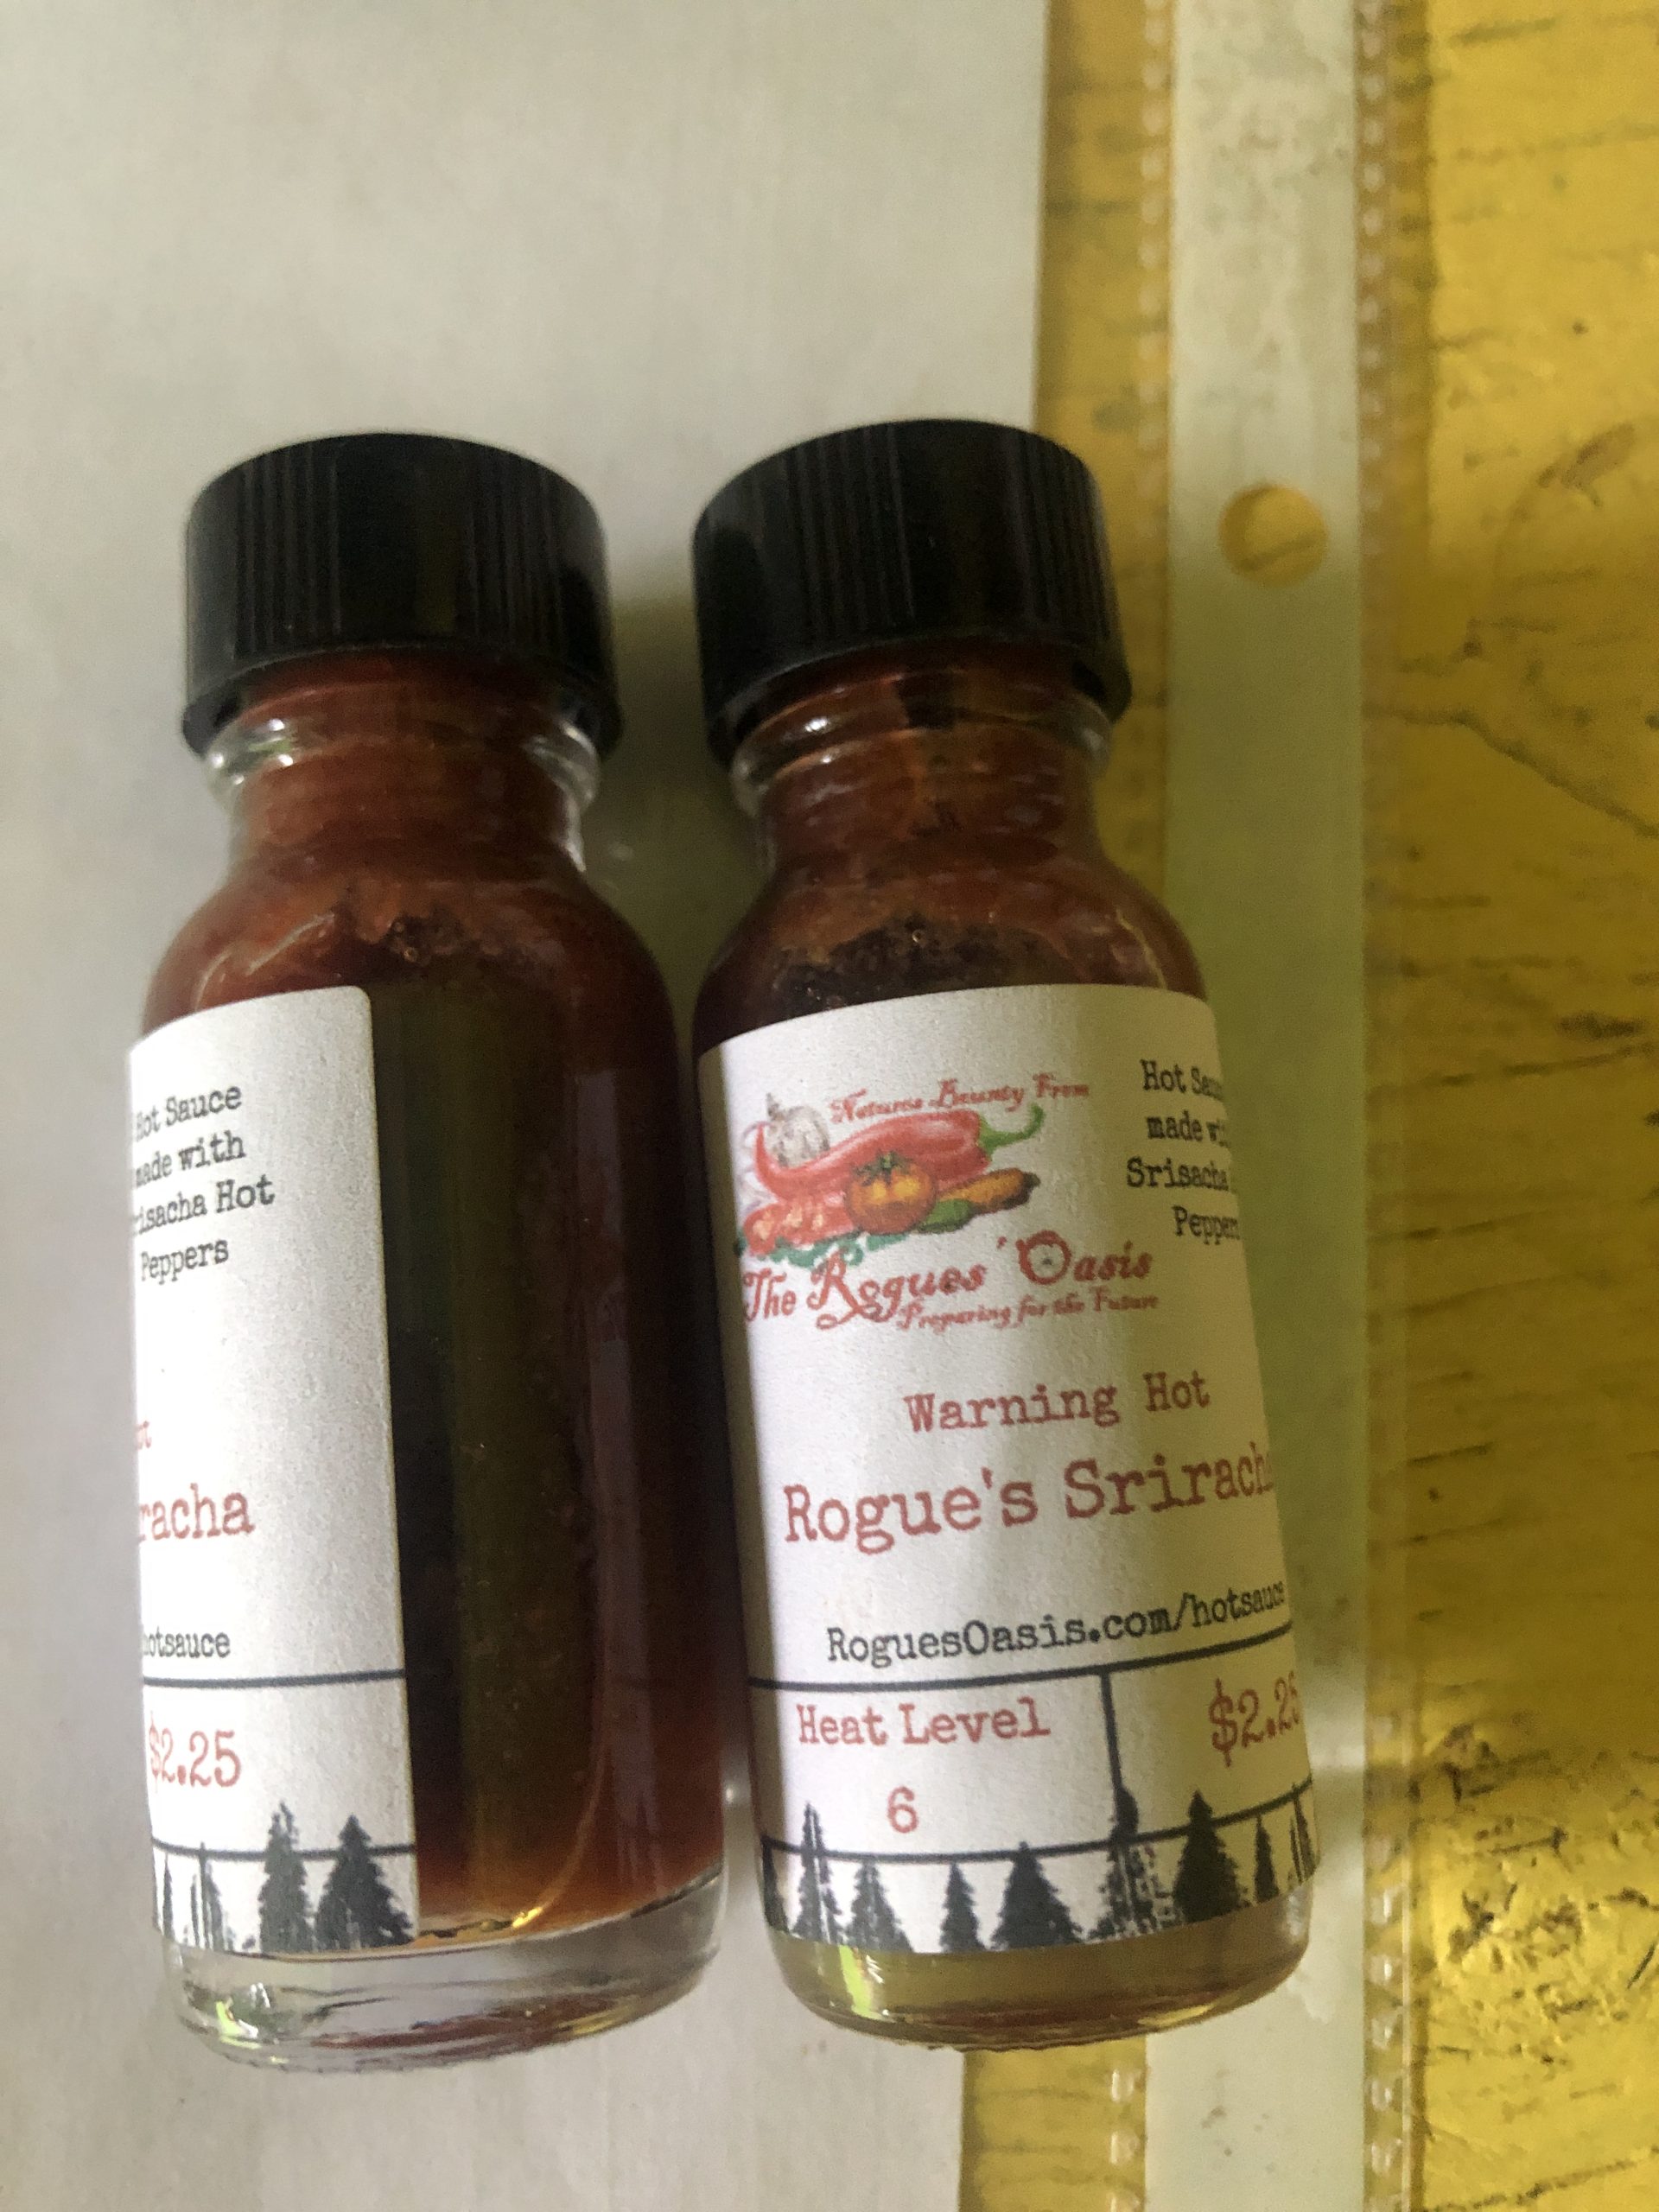 Hot Sauce
made with
risacha Hot
Peppers
ot
racha
hotsauce
$2.25
Natures Bounty From
The Rogues' Oasis
Preparing for the Future
Hot Sau
made wi
Srisacha
Pepper
Warning Hot
Rogue's Srirach
RoguesOasis.com/hotsauce
Heat Level
6
$2.25